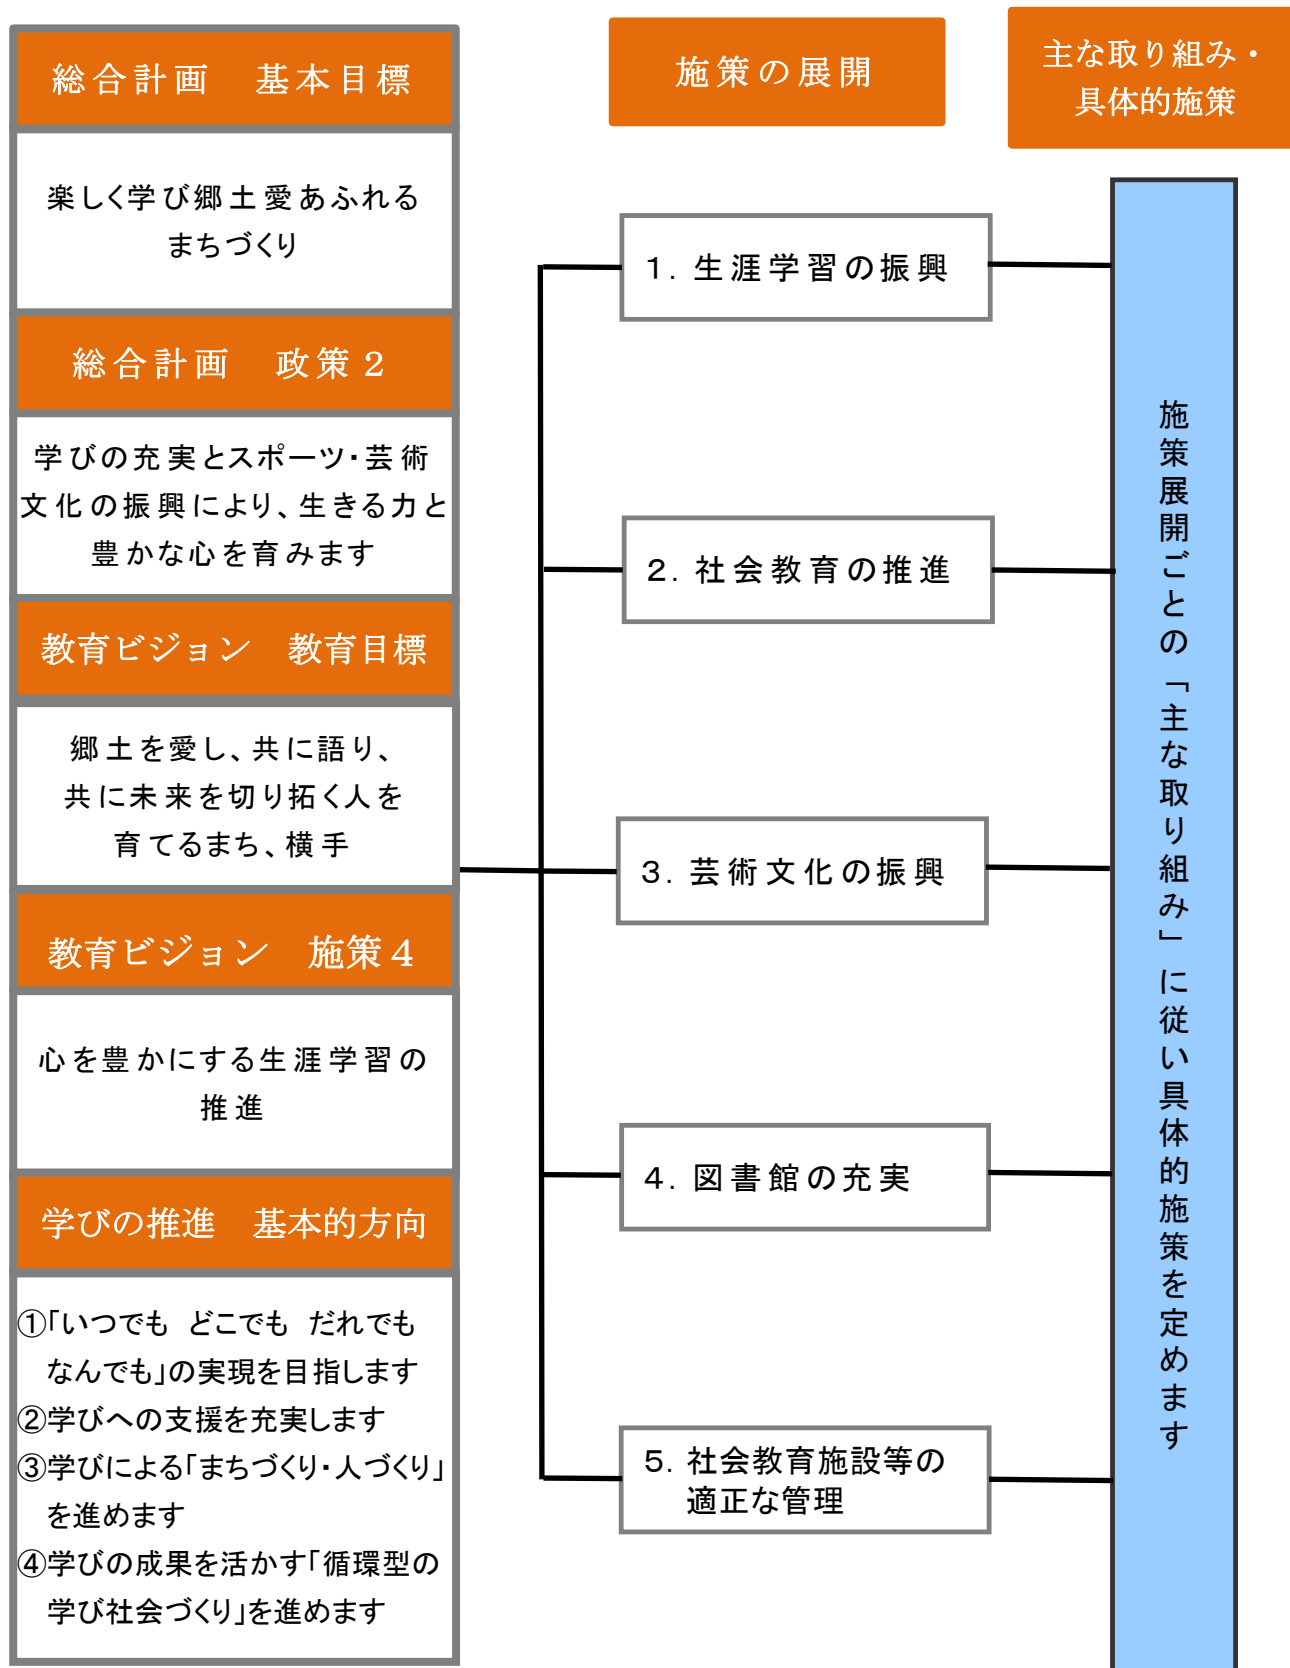 総合計画　基本目標
楽しく学び郷土愛あふれる
まちづくり
総合計画　政策２
学びの充実とスポーツ・芸術
文化の振興により、生きる力と
豊かな心を育みます
教育ビジョン　教育目標
郷土を愛し、共に語り、
共に未来を切り拓く人を
育てるまち、横手
教育ビジョン　施策４
心を豊かにする生涯学習の
推進
学びの推進　基本的方向
①「いつでも どこでも だれでも
なんでも」の実現を目指します
②学びへの支援を充実します
③学びによる「まちづくり・人づくり」
を進めます
④学びの成果を活かす「循環型の
学び社会づくり」を進めます
施策の展開
１．生涯学習の振興
２．社会教育の推進
３．芸術文化の振興
４．図書館の充実
５．社会教育施設等の
適正な管理
主な取り組み・
具体的施策
施策展開ごとの「主な取り組み」に従い具体的施策を定めます